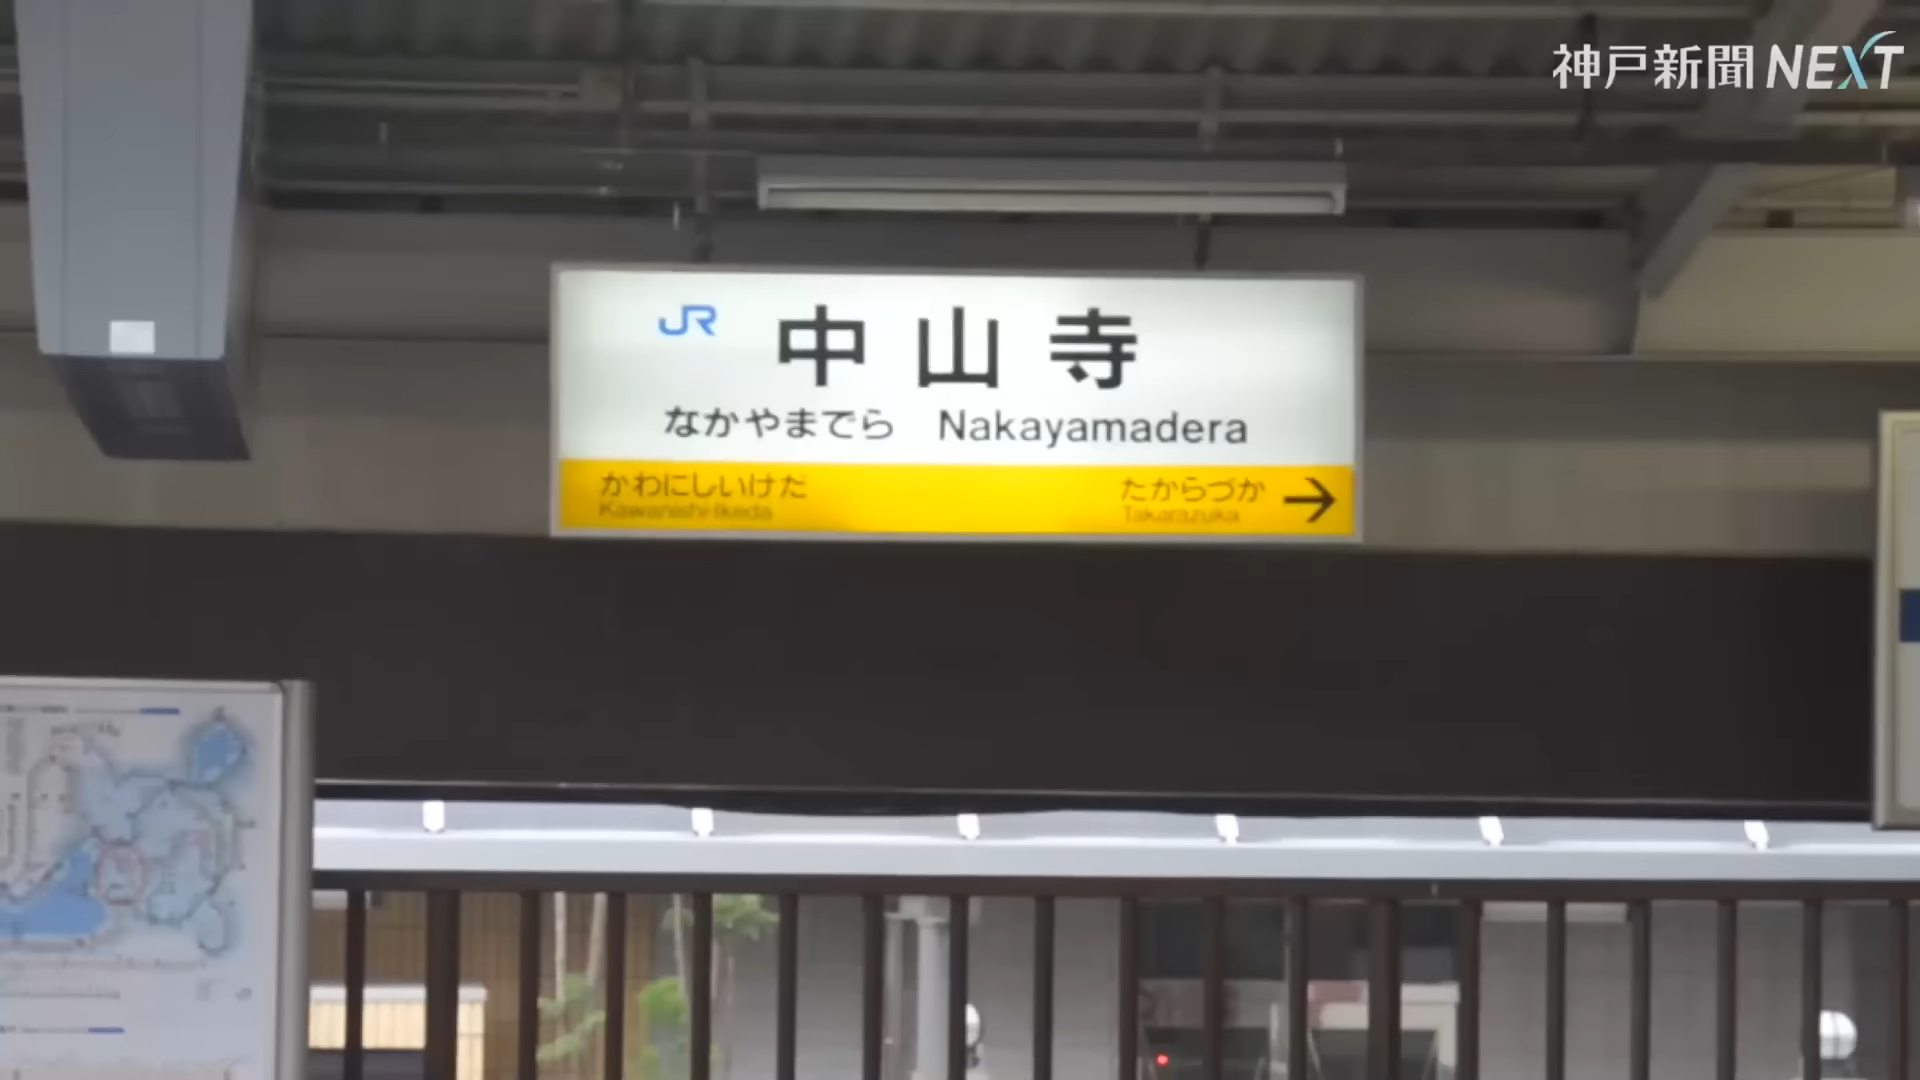 神戸新聞NEXT
JR 中山寺
なかやまでら Nakayamadera
かわにしいけだ たからづか →
Kawanishi-Ikeda Takarazuka